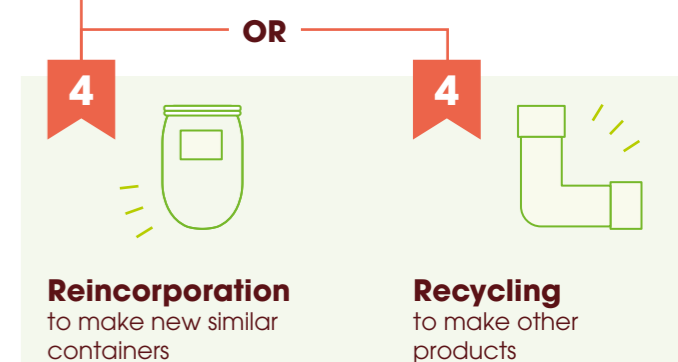 OR
4
4
Reincorporation
to make new similar
containers
Recycling
to make other
products